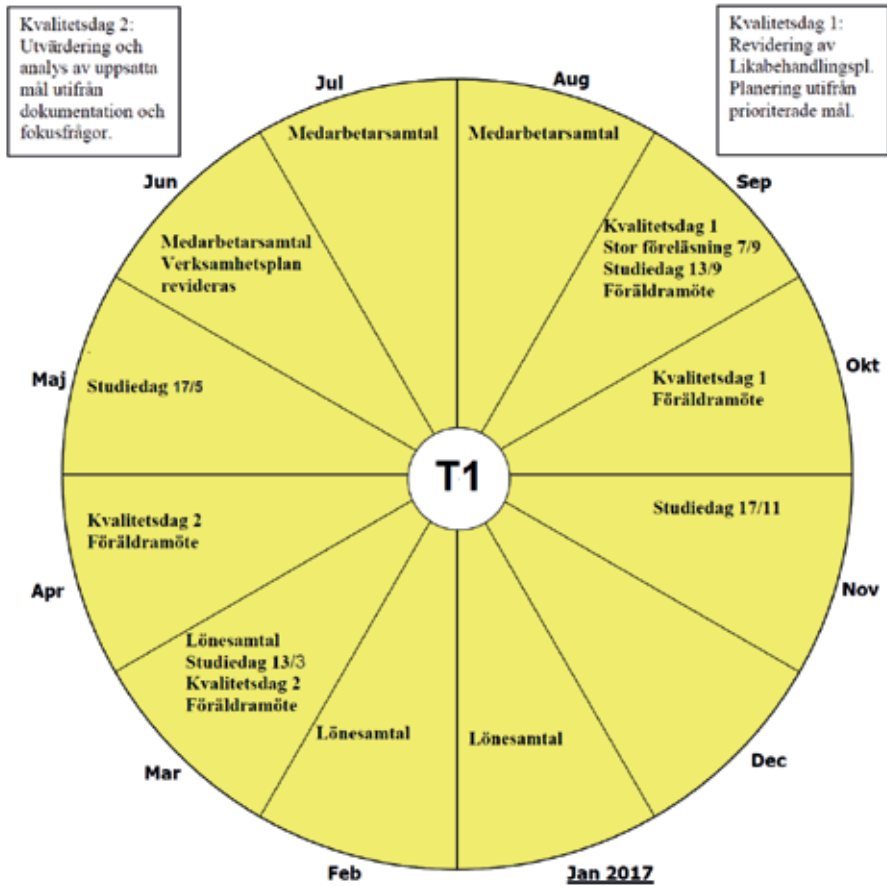 Kvalitetsdag 2:
Utvärdering och
analys av uppsatta
mål utifrån
dokumentation och
fokusfrågor.
Kvalitetsdag 1:
Revidering av
Likabehandlingspl.
Planering utifrån
prioriterade mål.
Jul
Aug
Medarbetarsamtal
Medarbetarsamtal
Jun
Sep
Medarbetarsamtal
Verksamhetsplan
revideras
Kvalitetsdag 1
Stor föreläsning 7/9
Studiedag 13/9
Föräldramöte
Maj
Okt
Studiedag 17/5
Kvalitetsdag 1
Föräldramöte
T1
Kvalitetsdag 2
Föräldramöte
Studiedag 17/11
Apr
Nov
Lönesamtal
Studiedag 13/3
Kvalitetsdag 2
Föräldramöte
Lönesamtal
Lönesamtal
Mar
Dec
Feb
Jan 2017